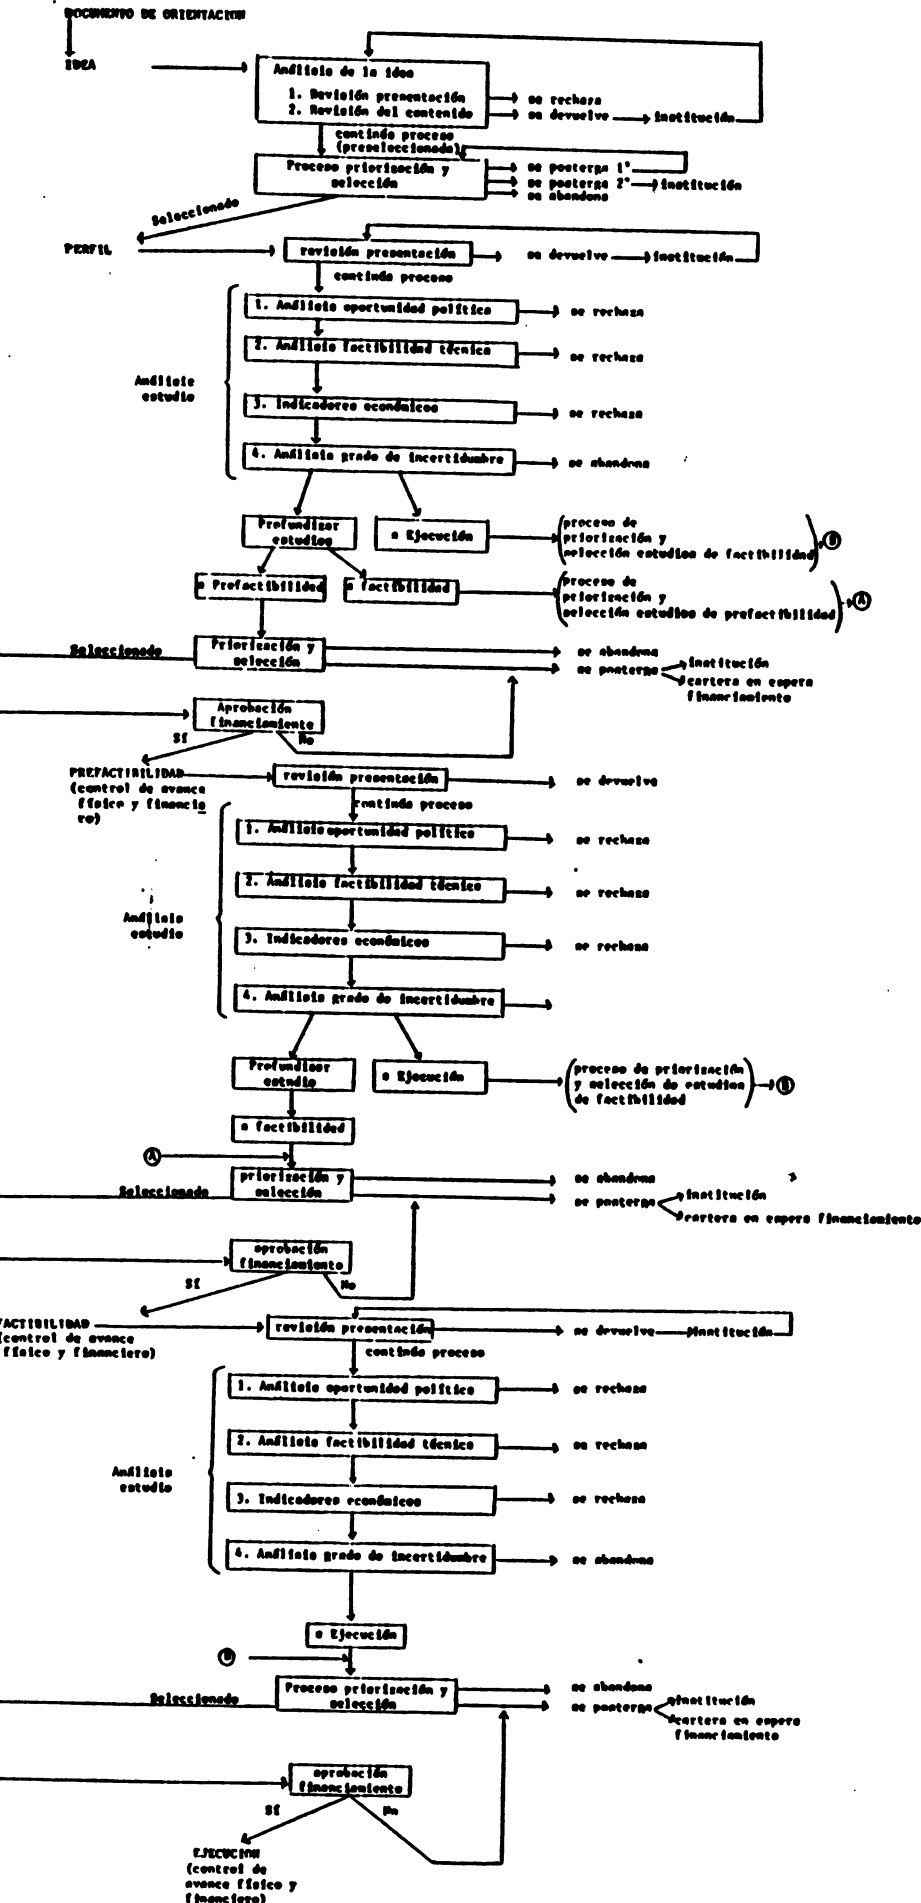 DOCUMENTO DE ORIENTACION
IDEA
Análisis de la idea
1. Revisión presentación
2. Revisión del contenido
se rechaza
se devuelve
institución
continúa proceso
(preseleccionada)
Proceso priorización y
selección
se posterga 1°
se posterga 2°
institución
se abandona
Seleccionado
PERFIL
revisión presentación
se devuelve
institución
continúa proceso
Análisis
estudio
1. Análisis oportunidad política
se rechaza
2. Análisis factibilidad técnica
se rechaza
3. Indicadores económicos
se rechaza
4. Análisis grado de incertidumbre
se abandona
Profundizar
estudios
a Ejecución
(proceso de
priorización y
selección estudios de factibilidad)
B
a Prefactibilidad
a factibilidad
(proceso de
priorización y
selección estudios de prefactibilidad)
A
Seleccionado
Priorización y
selección
se abandona
se posterga
institución
cartera en espera
financiamiento
Aprobación
financiamiento
Sí
No
PREFACTIBILIDAD
(control de avance
físico y financie
ro)
revisión presentación
se devuelve
continúa proceso
Análisis
estudio
1. Análisis oportunidad política
se rechaza
2. Análisis factibilidad técnica
se rechaza
3. Indicadores económicos
se rechaza
4. Análisis grado de incertidumbre
Profundizar
estudio
a Ejecución
(proceso de priorización
y selección de estudios
de factibilidad)
B
a factibilidad
A
Seleccionado
priorización y
selección
se abandona
se posterga
institución
cartera en espera financiamiento
aprobación
financiamiento
Sí
No
FACTIBILIDAD
(control de avance
físico y financiero)
revisión presentación
se devuelve
institución
continúa proceso
Análisis
estudio
1. Análisis oportunidad política
se rechaza
2. Análisis factibilidad técnica
se rechaza
3. Indicadores económicos
se rechaza
4. Análisis grado de incertidumbre
se abandona
a Ejecución
B
Seleccionado
Proceso priorización y
selección
se abandona
se posterga
institución
cartera en espera
financiamiento
aprobación
financiamiento
Sí
No
EJECUCION
(control de
avance físico y
financiero)